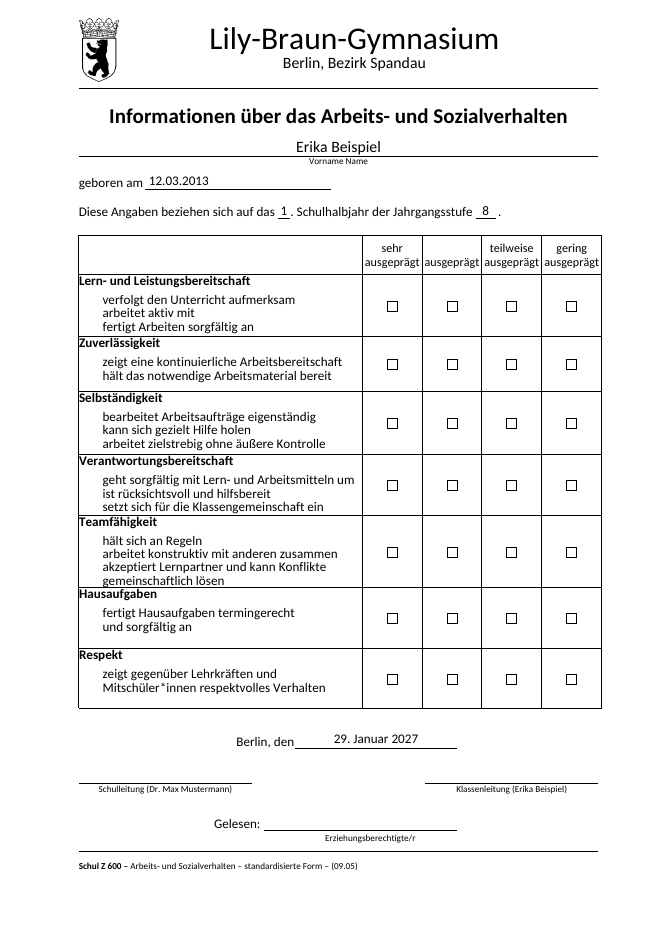 Lily-Braun-Gymnasium
Berlin, Bezirk Spandau
Informationen über das Arbeits- und Sozialverhalten
Erika Beispiel
Vorname Name
geboren am 12.03.2013
Diese Angaben beziehen sich auf das 1 . Schulhalbjahr der Jahrgangsstufe 8 .
sehr teilweise gering
ausgeprägt ausgeprägt ausgeprägt ausgeprägt
Lern- und Leistungsbereitschaft
verfolgt den Unterricht aufmerksam
arbeitet aktiv mit
fertigt Arbeiten sorgfältig an
Zuverlässigkeit
zeigt eine kontinuierliche Arbeitsbereitschaft
hält das notwendige Arbeitsmaterial bereit
Selbständigkeit
bearbeitet Arbeitsaufträge eigenständig
kann sich gezielt Hilfe holen
arbeitet zielstrebig ohne äußere Kontrolle
Verantwortungsbereitschaft
geht sorgfältig mit Lern- und Arbeitsmitteln um
ist rücksichtsvoll und hilfsbereit
setzt sich für die Klassengemeinschaft ein
Teamfähigkeit
hält sich an Regeln
arbeitet konstruktiv mit anderen zusammen
akzeptiert Lernpartner und kann Konflikte
gemeinschaftlich lösen
Hausaufgaben
fertigt Hausaufgaben termingerecht
und sorgfältig an
Respekt
zeigt gegenüber Lehrkräften und
Mitschüler*innen respektvolles Verhalten
Berlin, den 29. Januar 2027
Schulleitung (Dr. Max Mustermann) Klassenleitung (Erika Beispiel)
Gelesen:
Erziehungsberechtigte/r
Schul Z 600 – Arbeits- und Sozialverhalten – standardisierte Form – (09.05)